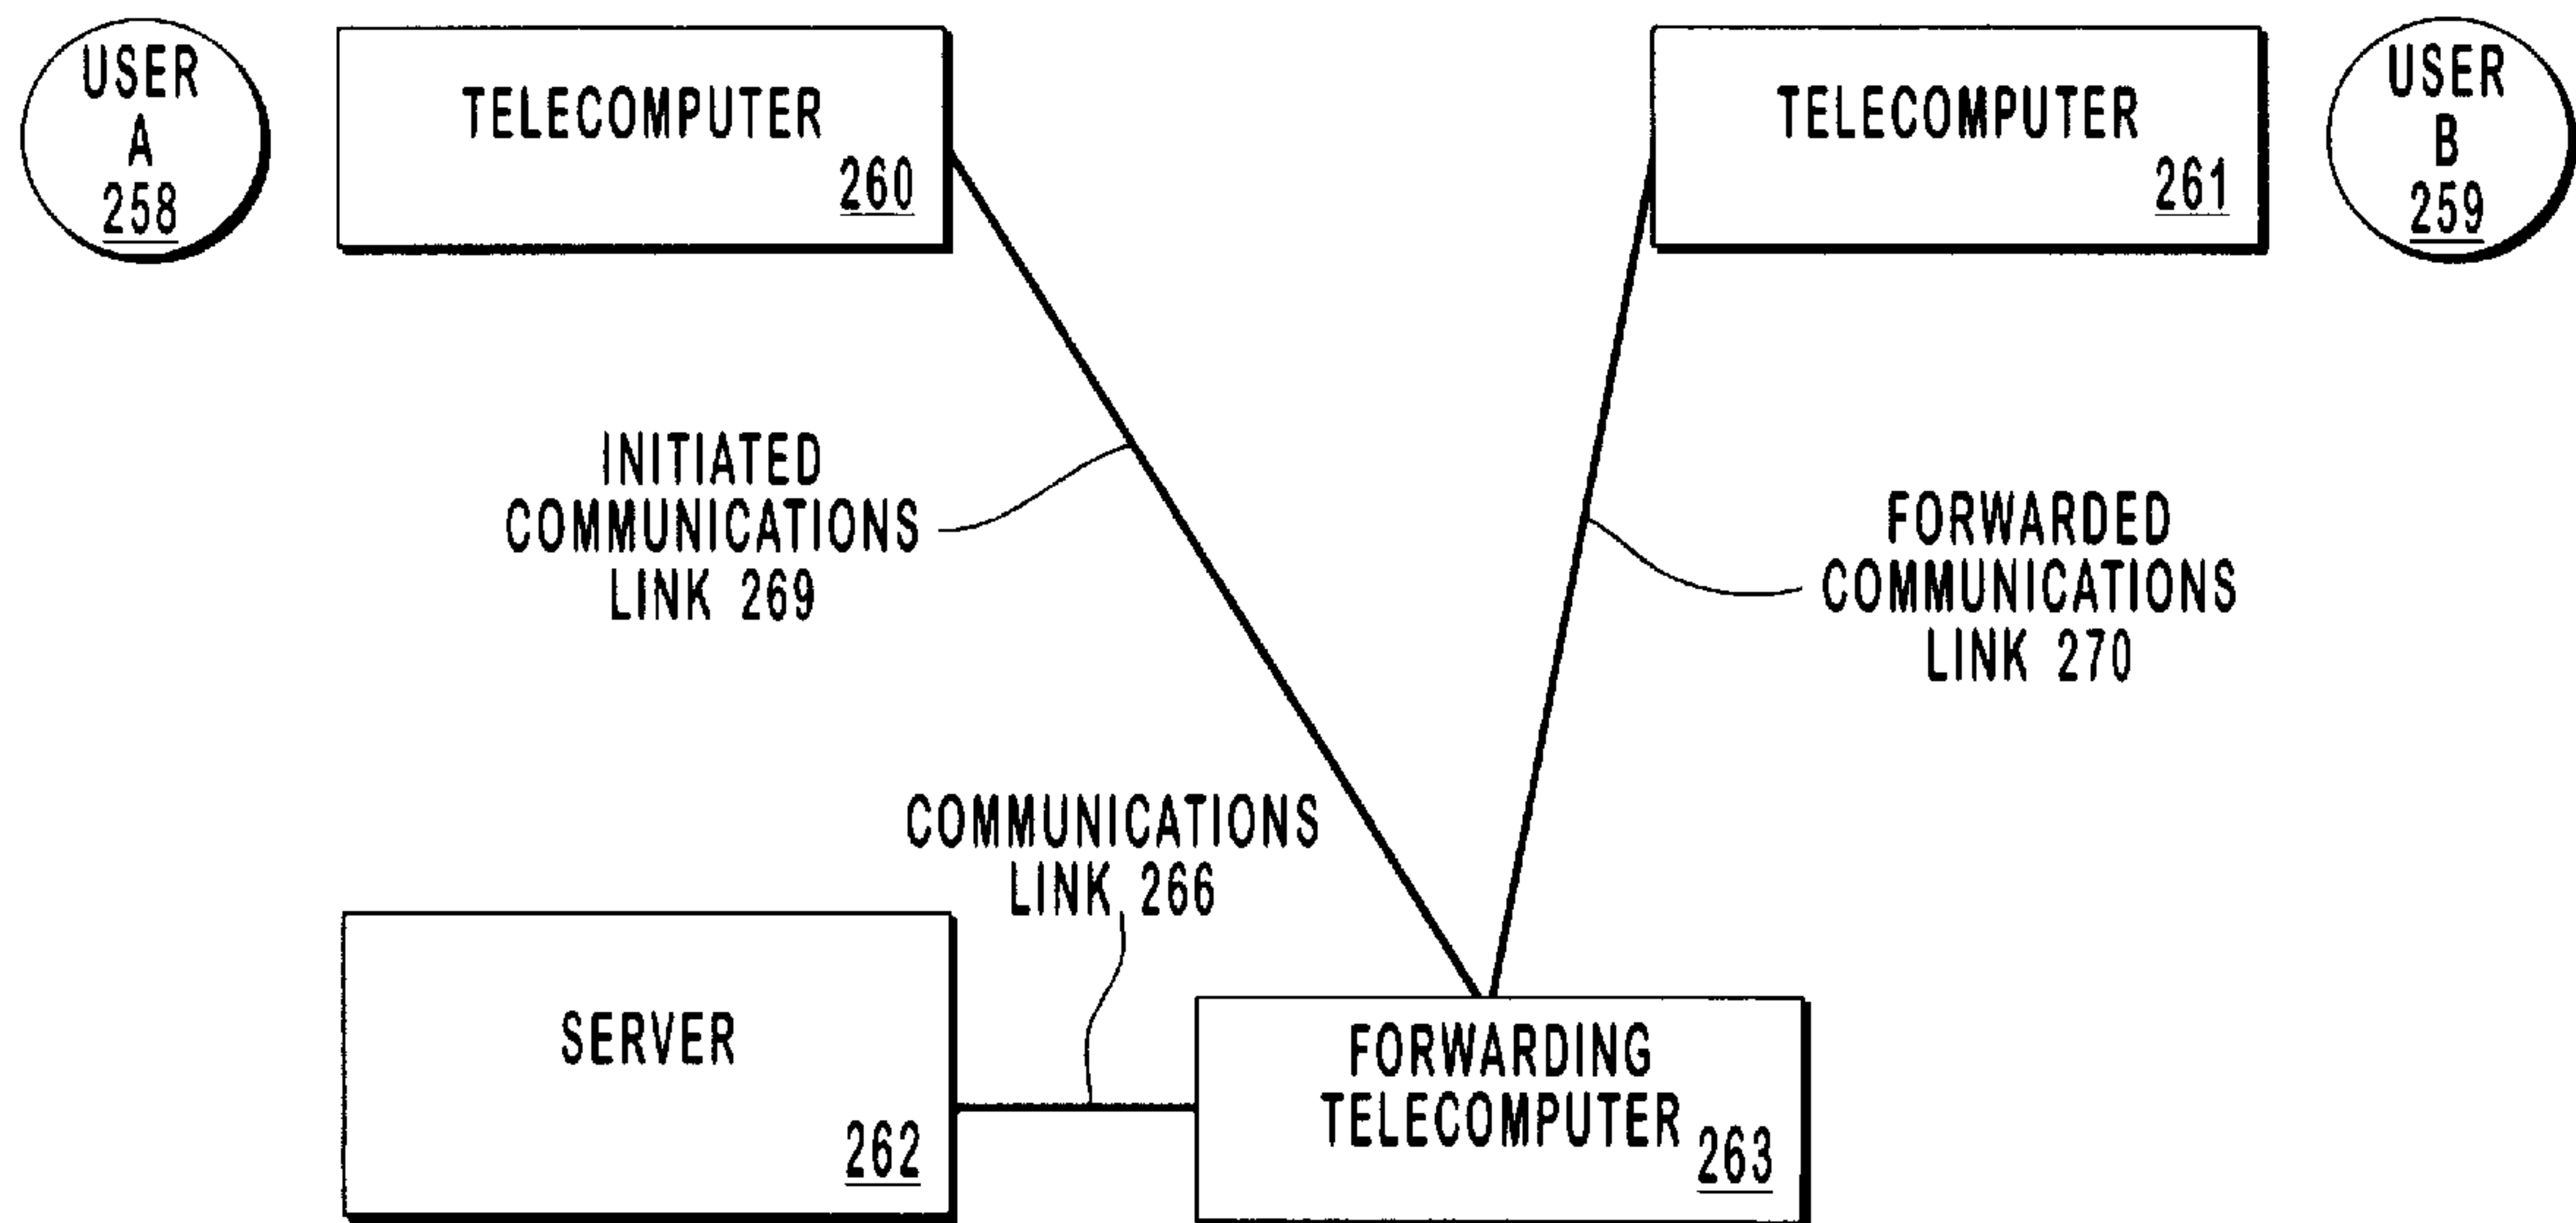 USER
A
258
TELECOMPUTER
260
TELECOMPUTER
261
USER
B
259
INITIATED
COMMUNICATIONS
LINK 269
FORWARDED
COMMUNICATIONS
LINK 270
COMMUNICATIONS
LINK 266
SERVER
262
FORWARDING
TELECOMPUTER
263